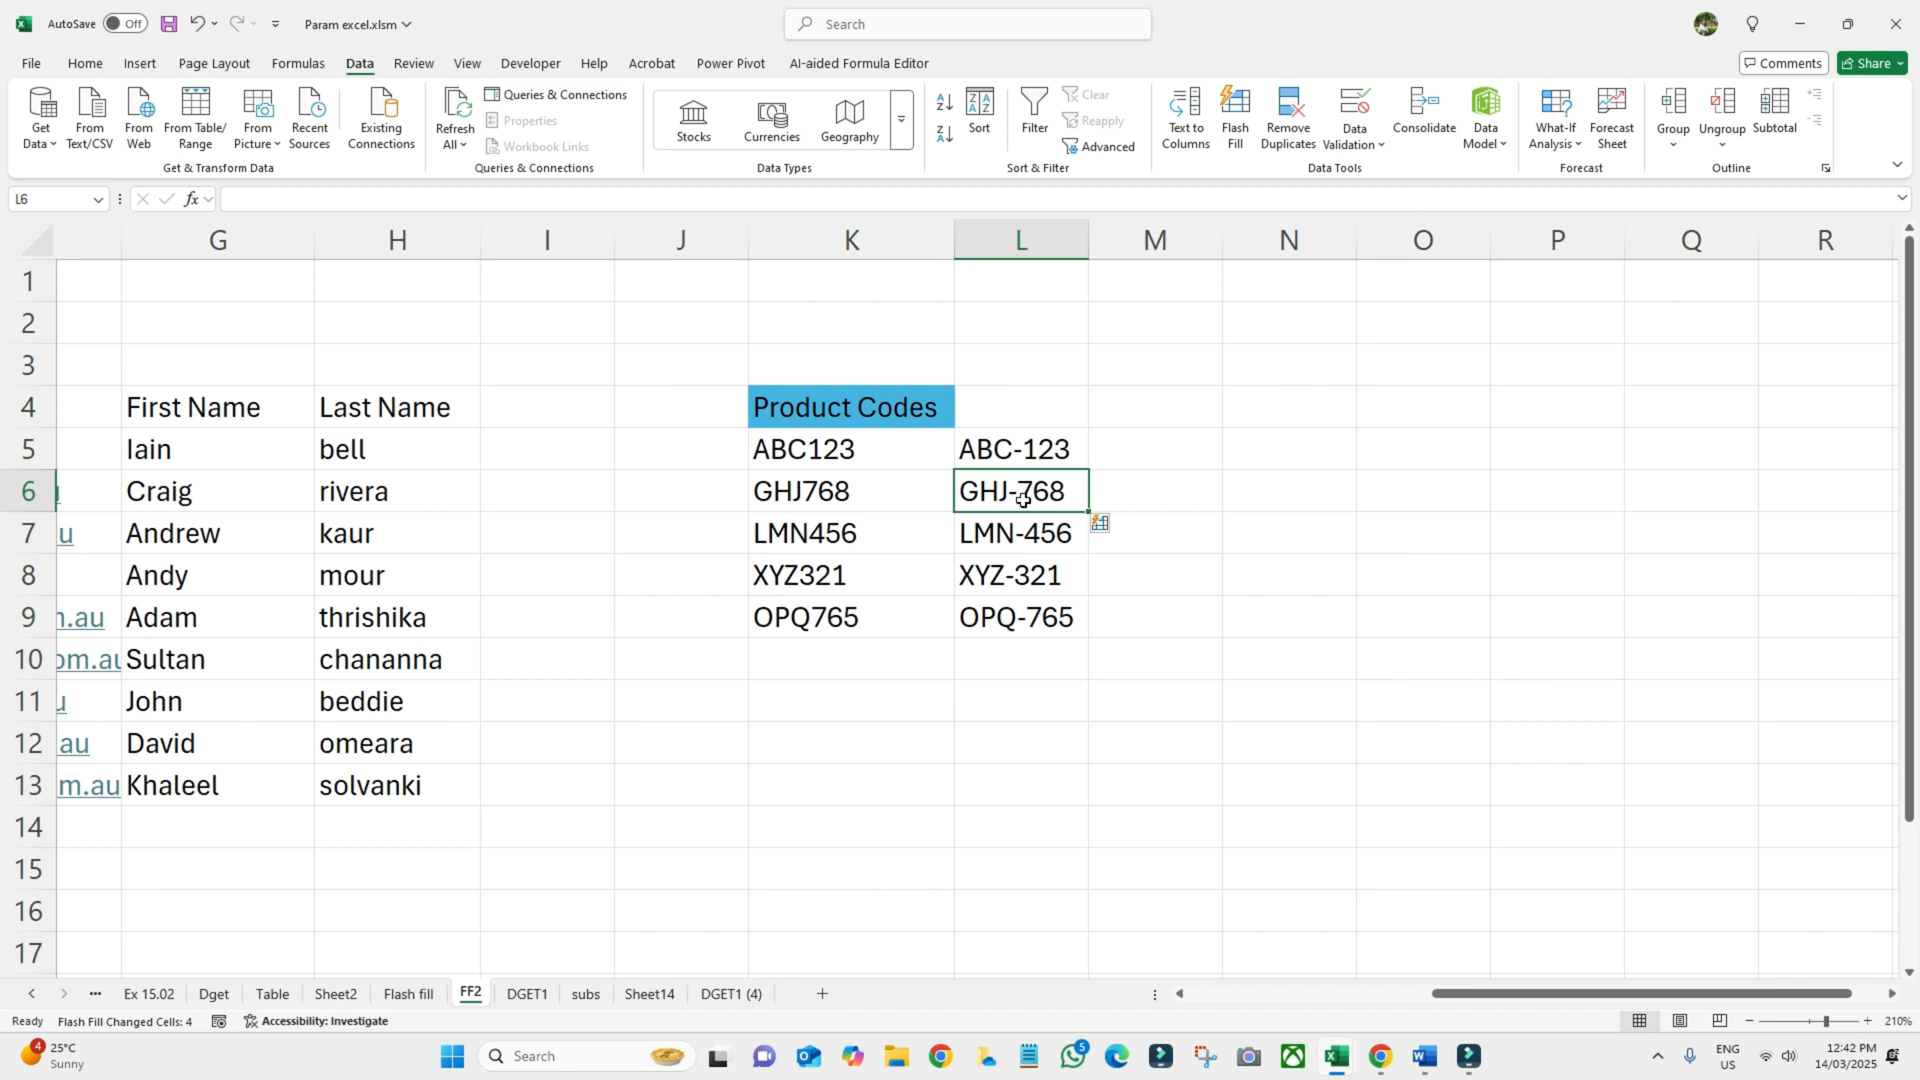 AutoSave Off Param excel.xlsm Search
File Home Insert Page Layout Formulas Data Review View Developer Help Acrobat Power Pivot AI-aided Formula Editor Comments Share
Get Data From Text/CSV From Web From Table/Range From Picture Recent Sources Existing Connections
Get & Transform Data
Refresh All Queries & Connections Properties Workbook Links
Queries & Connections
Stocks Currencies Geography
Data Types
Sort Filter Clear Reapply Advanced
Sort & Filter
Text to Columns Flash Fill Remove Duplicates Data Validation Consolidate Data Model
Data Tools
What-If Analysis Forecast Sheet
Forecast
Group Ungroup Subtotal
Outline
L6 fx
G H I J K L M N O P Q R
1
2
3
4 First Name Last Name Product Codes
5 Iain bell ABC123 ABC-123
6 Craig rivera GHJ768 GHJ-768
7 u Andrew kaur LMN456 LMN-456
8 Andy mour XYZ321 XYZ-321
9 n.au Adam thrishika OPQ765 OPQ-765
10 om.au Sultan chananna
11 John beddie
12 .au David omeara
13 m.au Khaleel solvanki
14
15
16
17
Ex 15.02 Dget Table Sheet2 Flash fill FF2 DGET1 subs Sheet14 DGET1 (4)
Ready Flash Fill Changed Cells: 4 Accessibility: Investigate 210%
4 25°C Sunny Search 5 ENG US 12:42 PM 14/03/2025